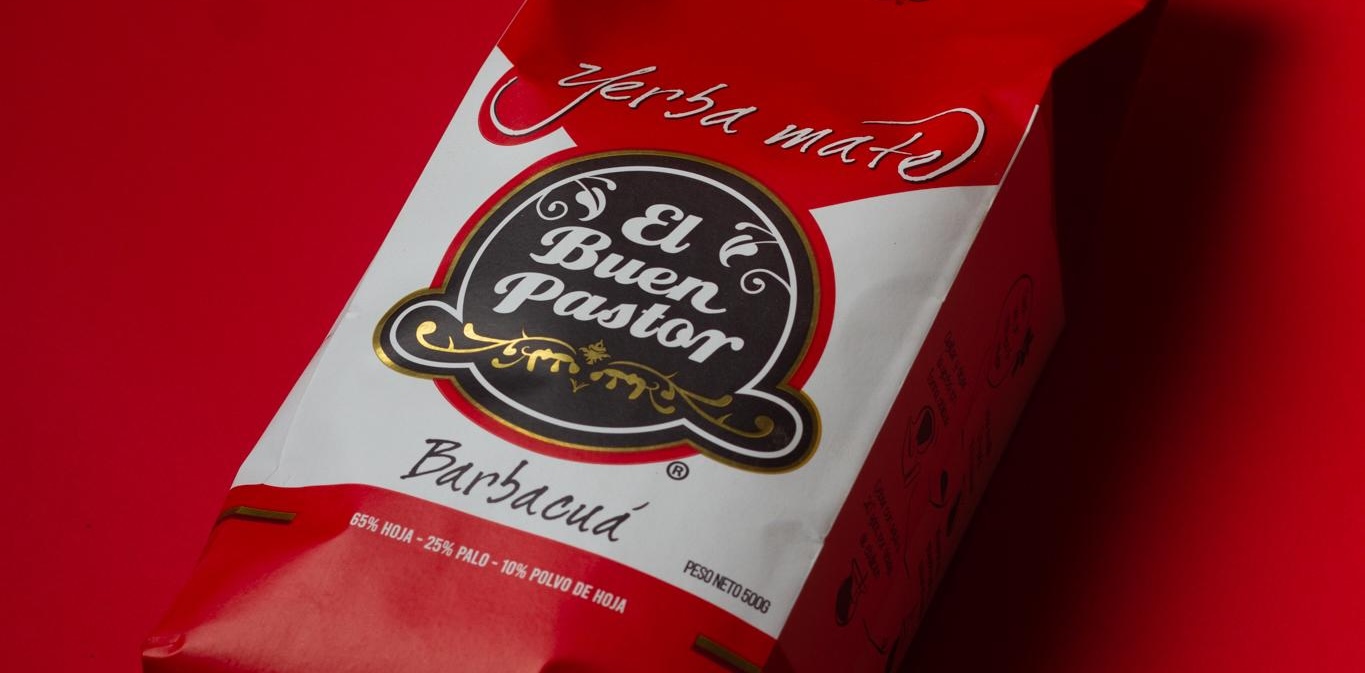 Yerba mate
El
Buen
Pastor
®
Barbacuá
65% HOJA - 25% PALO - 10% POLVO DE HOJA
PESO NETO 500G